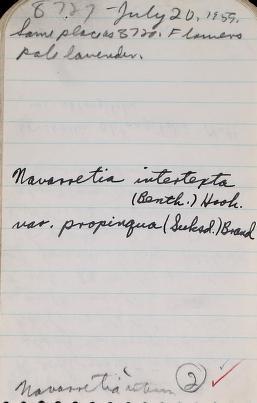 8727 - July 20, 1959.
Same place as 8720. Flowers
pale lavender.
Navarretia intertexta
(Benth.) Hook.
var. propinqua (Suksd.) Brand
Navarretia
2